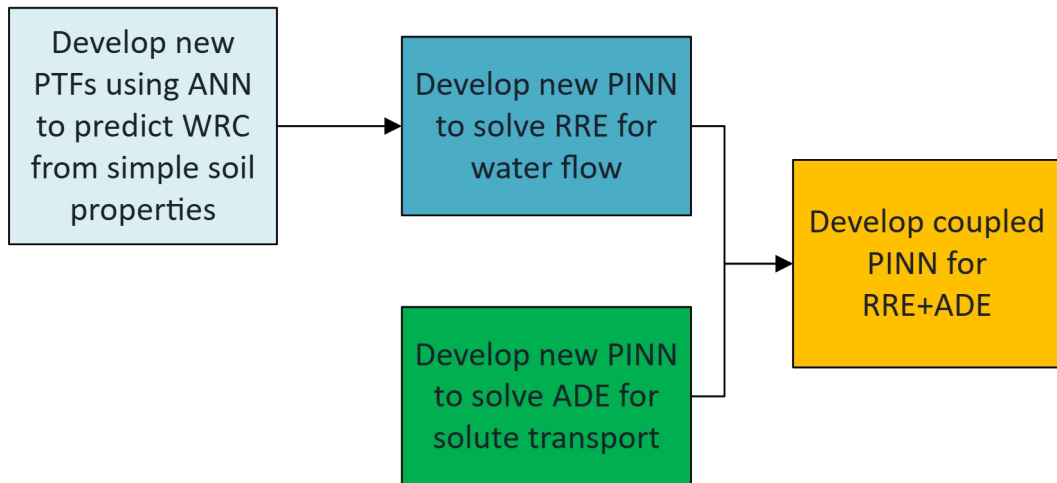 Develop new
PTFs using ANN
to predict WRC
from simple soil
properties
Develop new PINN
to solve RRE for
water flow
Develop new PINN
to solve ADE for
solute transport
Develop coupled
PINN for
RRE+ADE